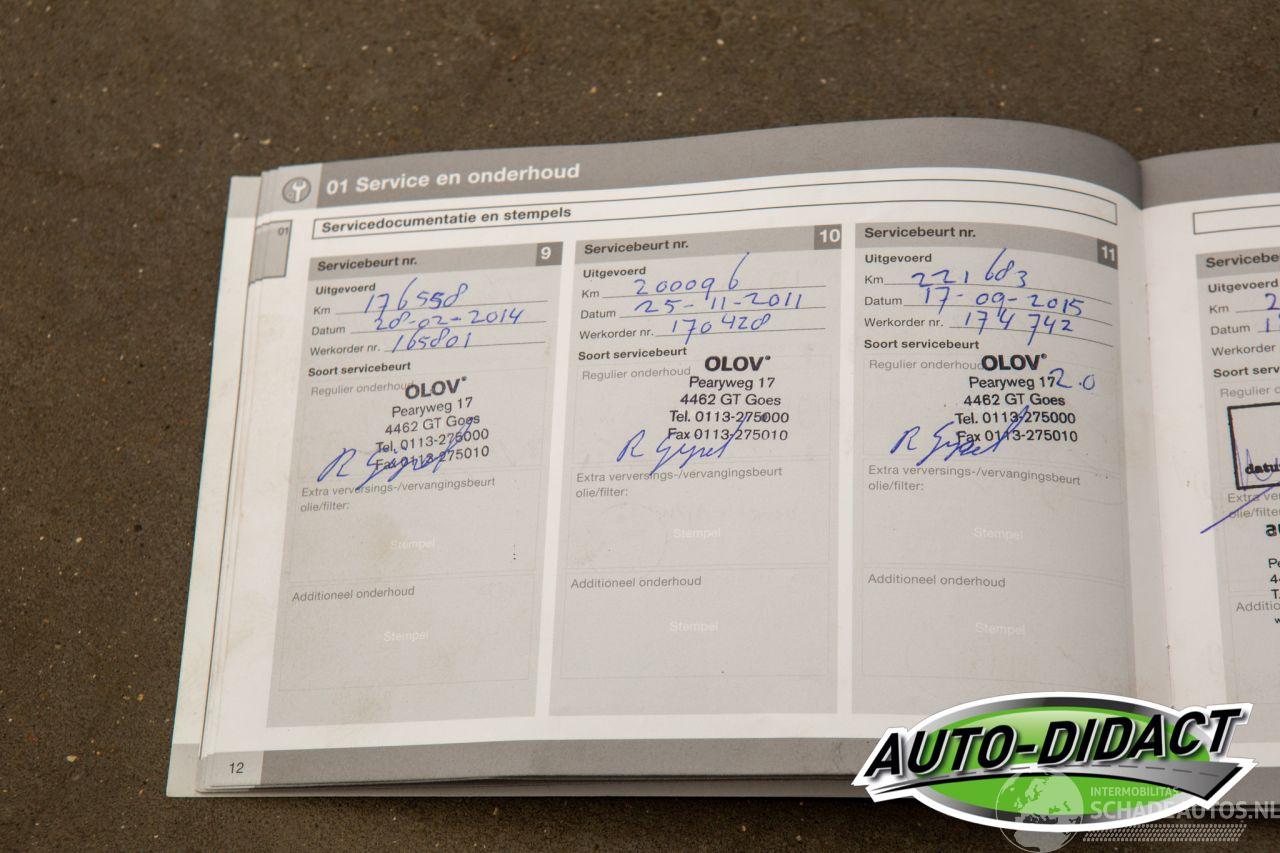 01 Service en onderhoud
Servicedocumentatie en stempels
01
Servicebeurt nr. 9
Uitgevoerd
Km 176558
Datum 28-02-2014
Werkorder nr. 165801
Soort servicebeurt
Regulier onderhoud
OLOV
Pearyweg 17
4462 GT Goes
Tel. 0113-275000
Fax 0113-275010
Extra verversings-/vervangingsbeurt
olie/filter:
Stempel
Additioneel onderhoud
Stempel
Servicebeurt nr. 10
Uitgevoerd
Km 200096
Datum 25-11-2011
Werkorder nr. 170428
Soort servicebeurt
Regulier onderhoud
OLOV
Pearyweg 17
4462 GT Goes
Tel. 0113-275000
Fax 0113-275010
Extra verversings-/vervangingsbeurt
olie/filter:
Stempel
Additioneel onderhoud
Stempel
Servicebeurt nr. 11
Uitgevoerd
Km 221683
Datum 17-09-2015
Werkorder nr. 174742
Soort servicebeurt
Regulier onderhoud
OLOV
Pearyweg 17
2.0
4462 GT Goes
Tel. 0113-275000
Fax 0113-275010
Extra verversings-/vervangingsbeurt
olie/filter:
Stempel
Additioneel onderhoud
Stempel
Uitgevoerd
Km
Datum
Werkorder nr.
olie/filter:
12
AUTO-DIDACT
INTERMOBILITAS
SCHADEAUTOS.NL